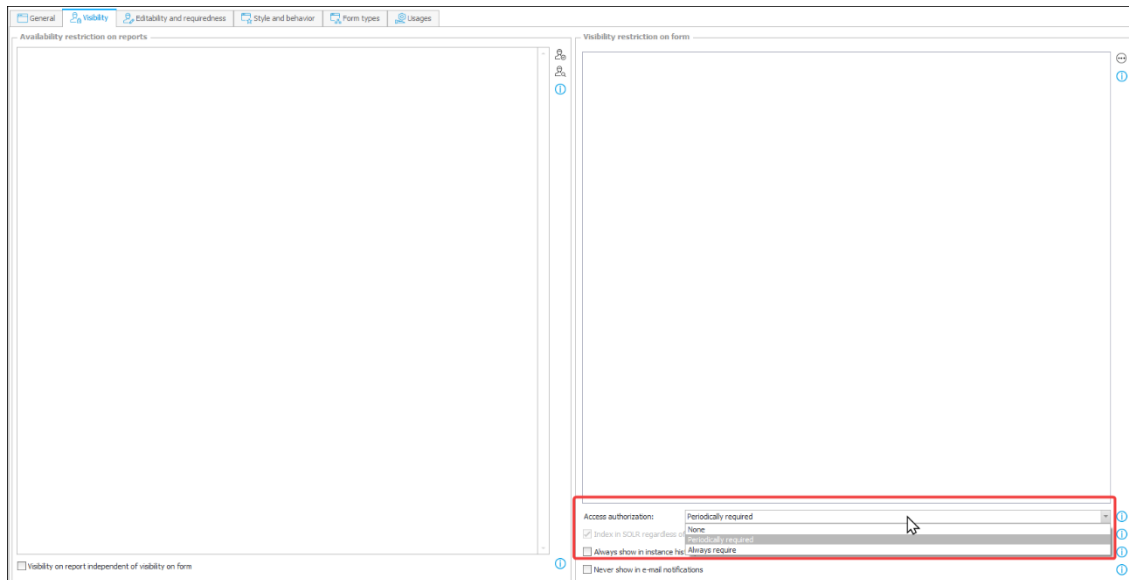 General
Visibility
Editability and requiredness
Style and behavior
Form types
Usages
Availability restriction on reports
Visibility restriction on form
Access authorization:
Periodically required
None
Periodically required
Always require
Index in SOLR regardless of
Always show in instance his
Never show in e-mail notifications
Visibility on report independent of visibility on form